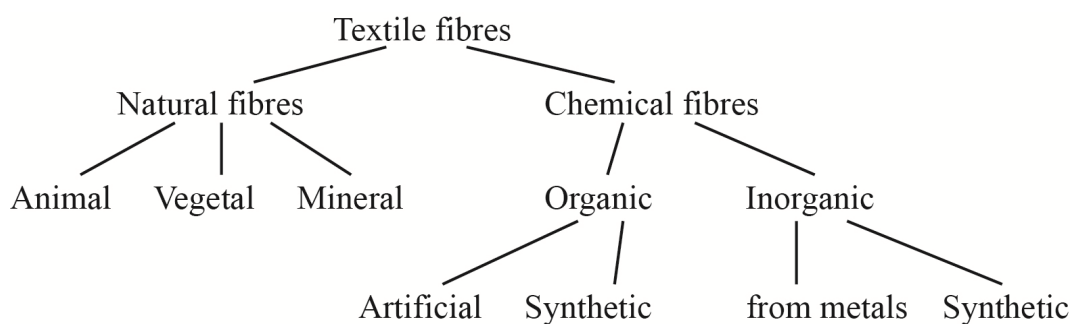 Textile fibres
Natural fibres Chemical fibres
Animal Vegetal Mineral Organic Inorganic
Artificial Synthetic from metals Synthetic